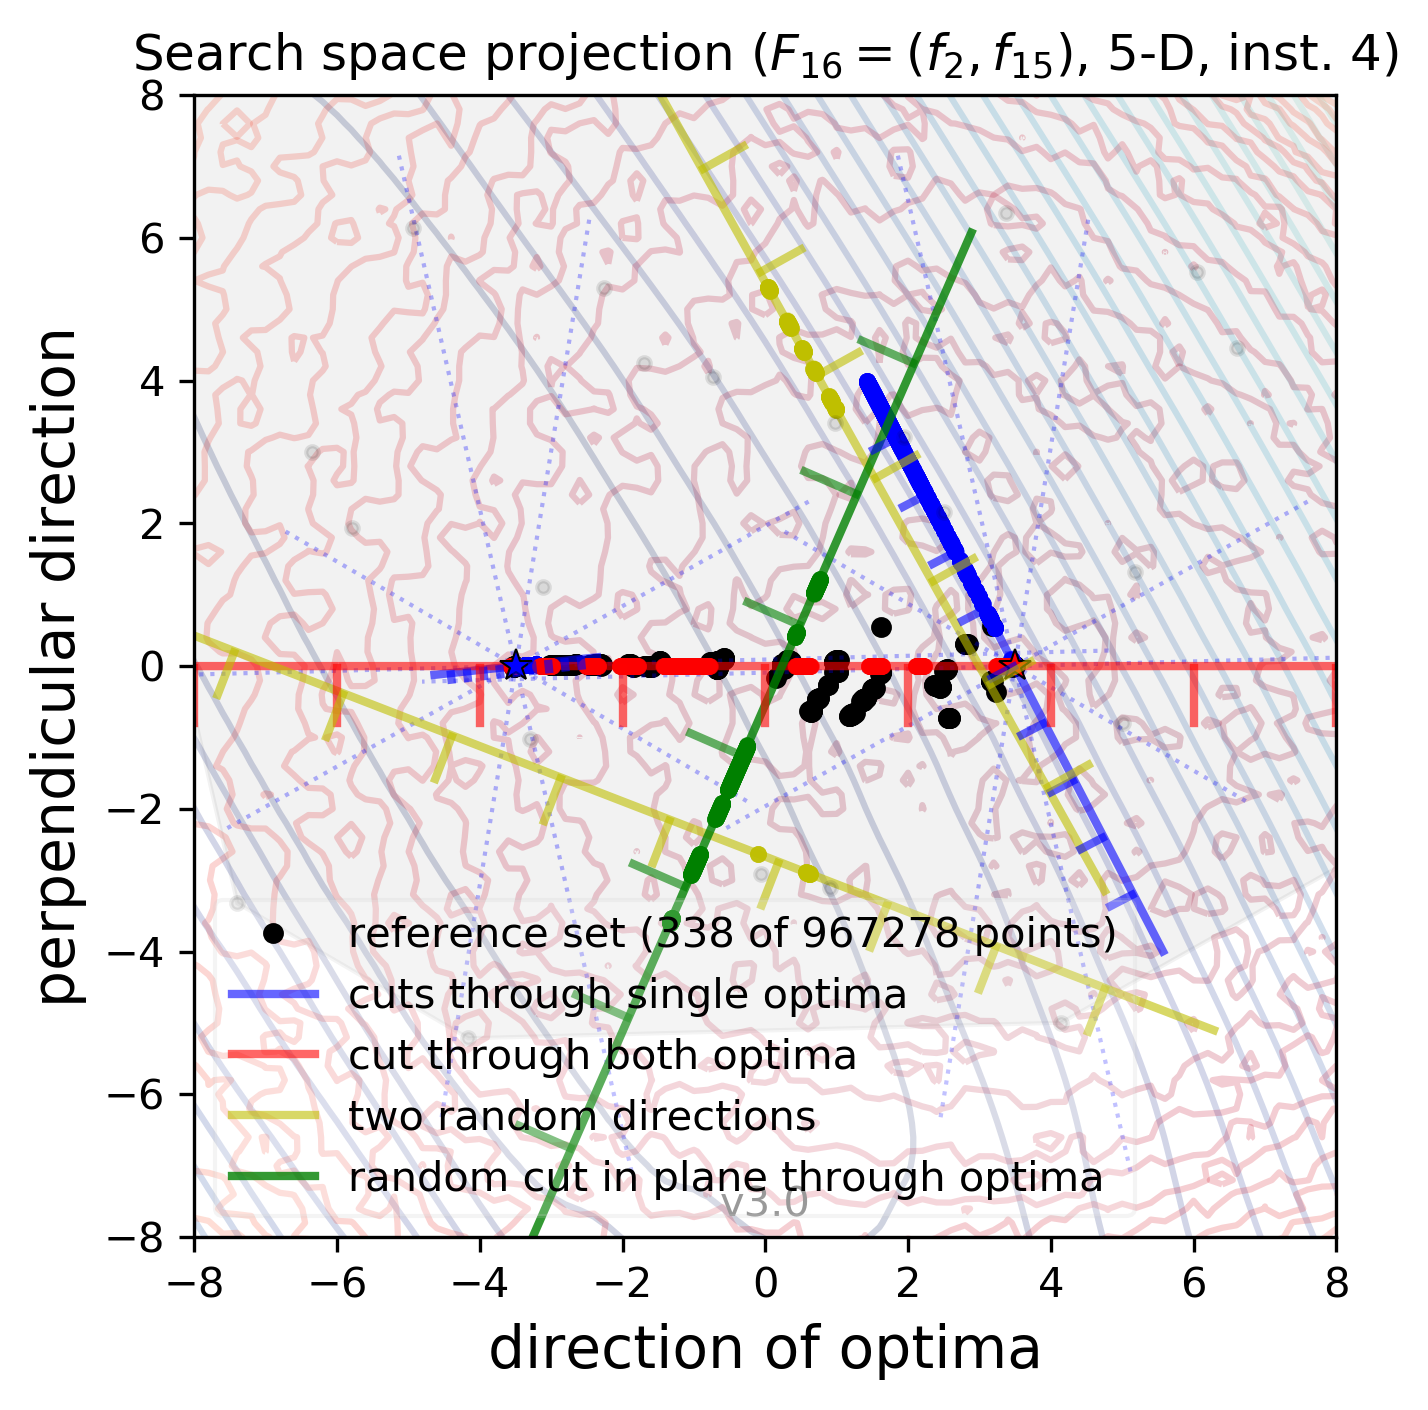 Search space projection (F₁₆ = (f₂, f₁₅), 5-D, inst. 4)
8
6
4
2
0
−2
−4
−6
−8
perpendicular direction
reference set (338 of 967278 points)
cuts through single optima
cut through both optima
two random directions
random cut in plane through optima
v3.0
−8 −6 −4 −2 0 2 4 6 8
direction of optima